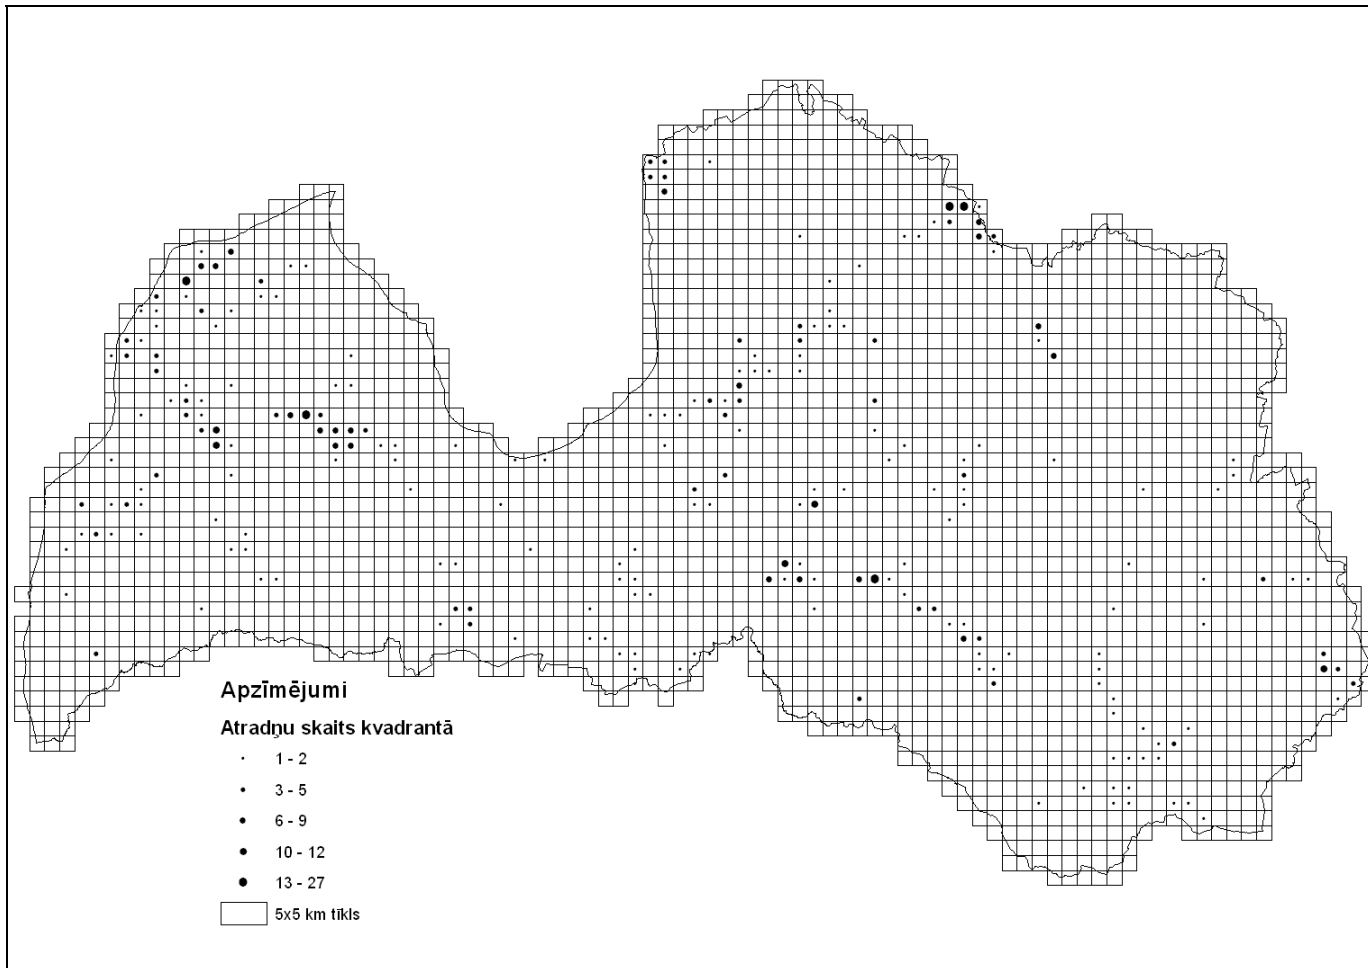 Apzīmējumi
Atradņu skaits kvadrantā
1 - 2
3 - 5
6 - 9
10 - 12
13 - 27
5x5 km tīkls